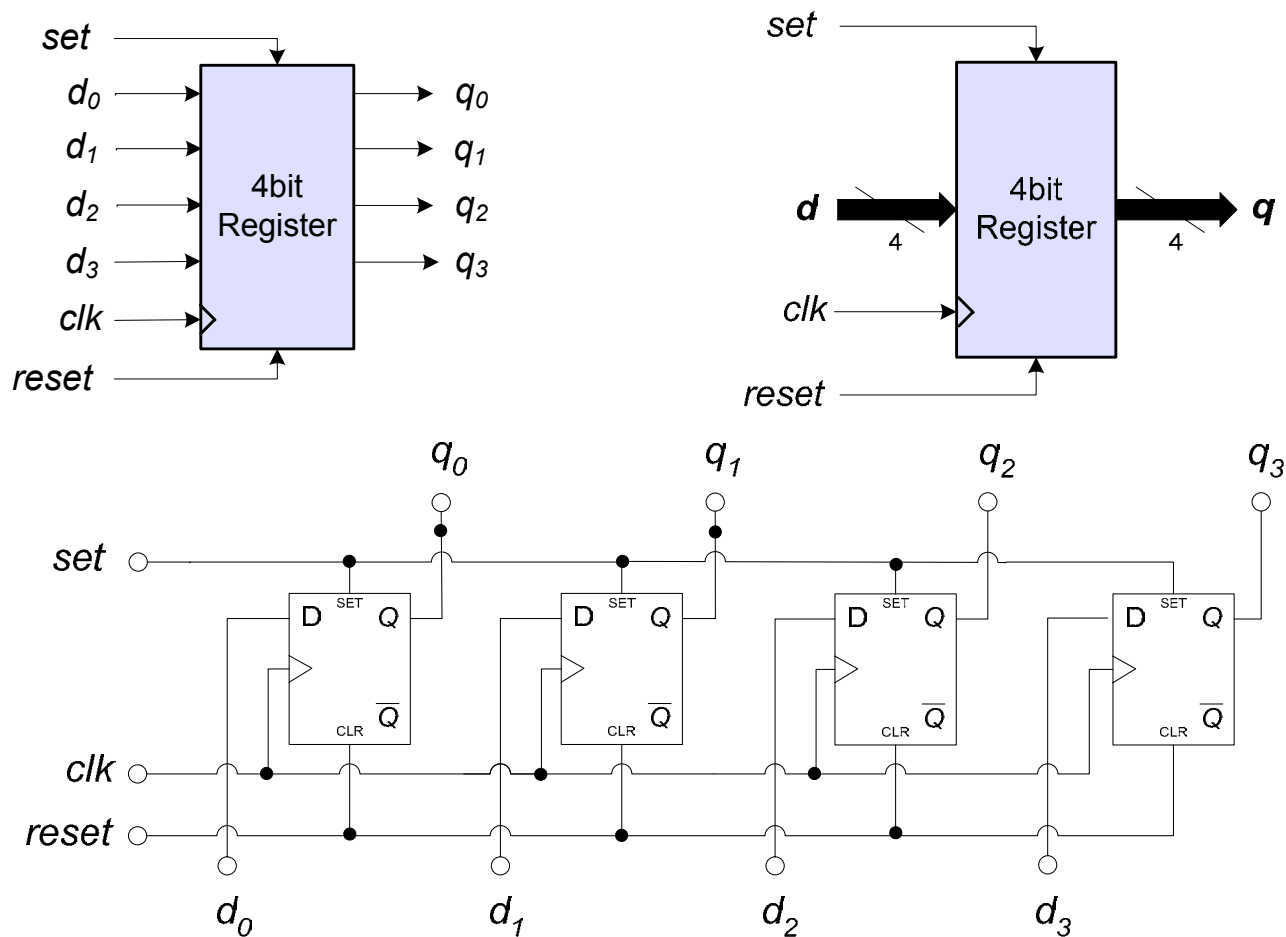 set
d0
d1
d2
d3
clk
reset
4bit
Register
q0
q1
q2
q3
set
d
4
clk
reset
4bit
Register
4
q
q0
q1
q2
q3
set
SET
D
Q
Q̅
CLR
SET
D
Q
Q̅
CLR
SET
D
Q
Q̅
CLR
SET
D
Q
Q̅
CLR
clk
reset
d0
d1
d2
d3